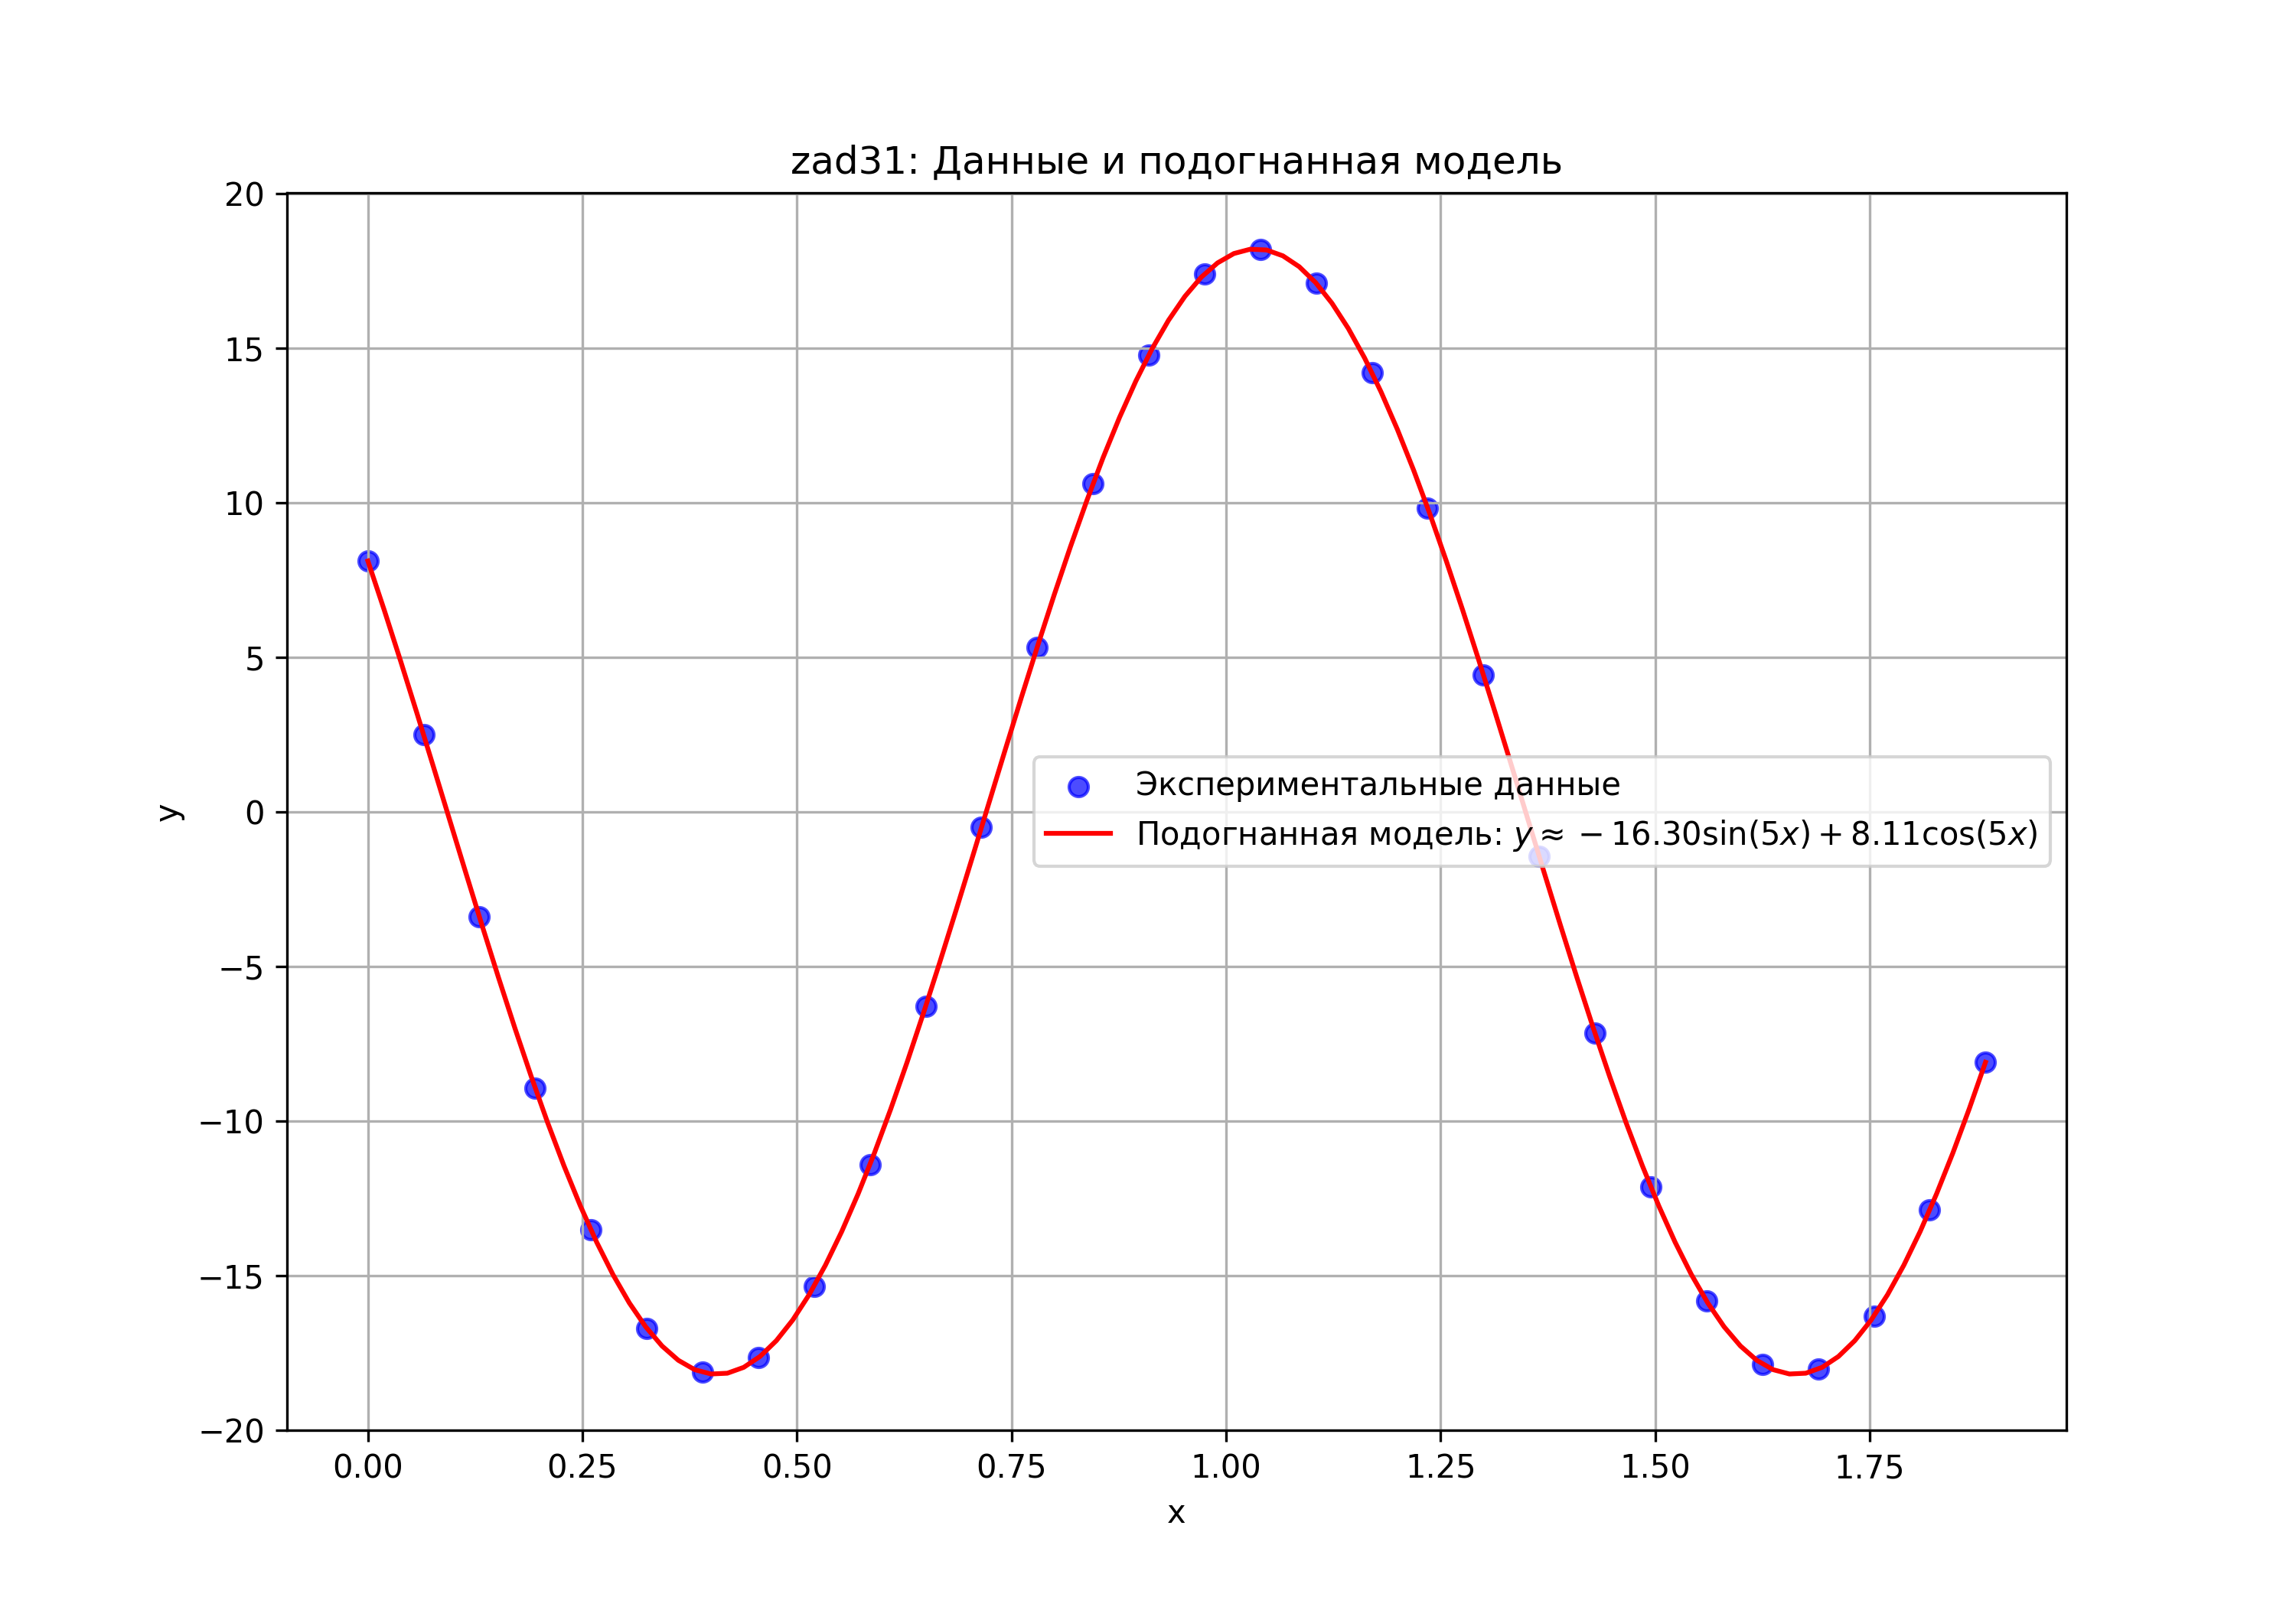 zad31: Данные и подогнанная модель
20
15
10
5
0
−5
−10
−15
−20
y
Экспериментальные данные
Подогнанная модель: y ≈ − 16.30sin(5x) + 8.11cos(5x)
0.00 0.25 0.50 0.75 1.00 1.25 1.50 1.75
x